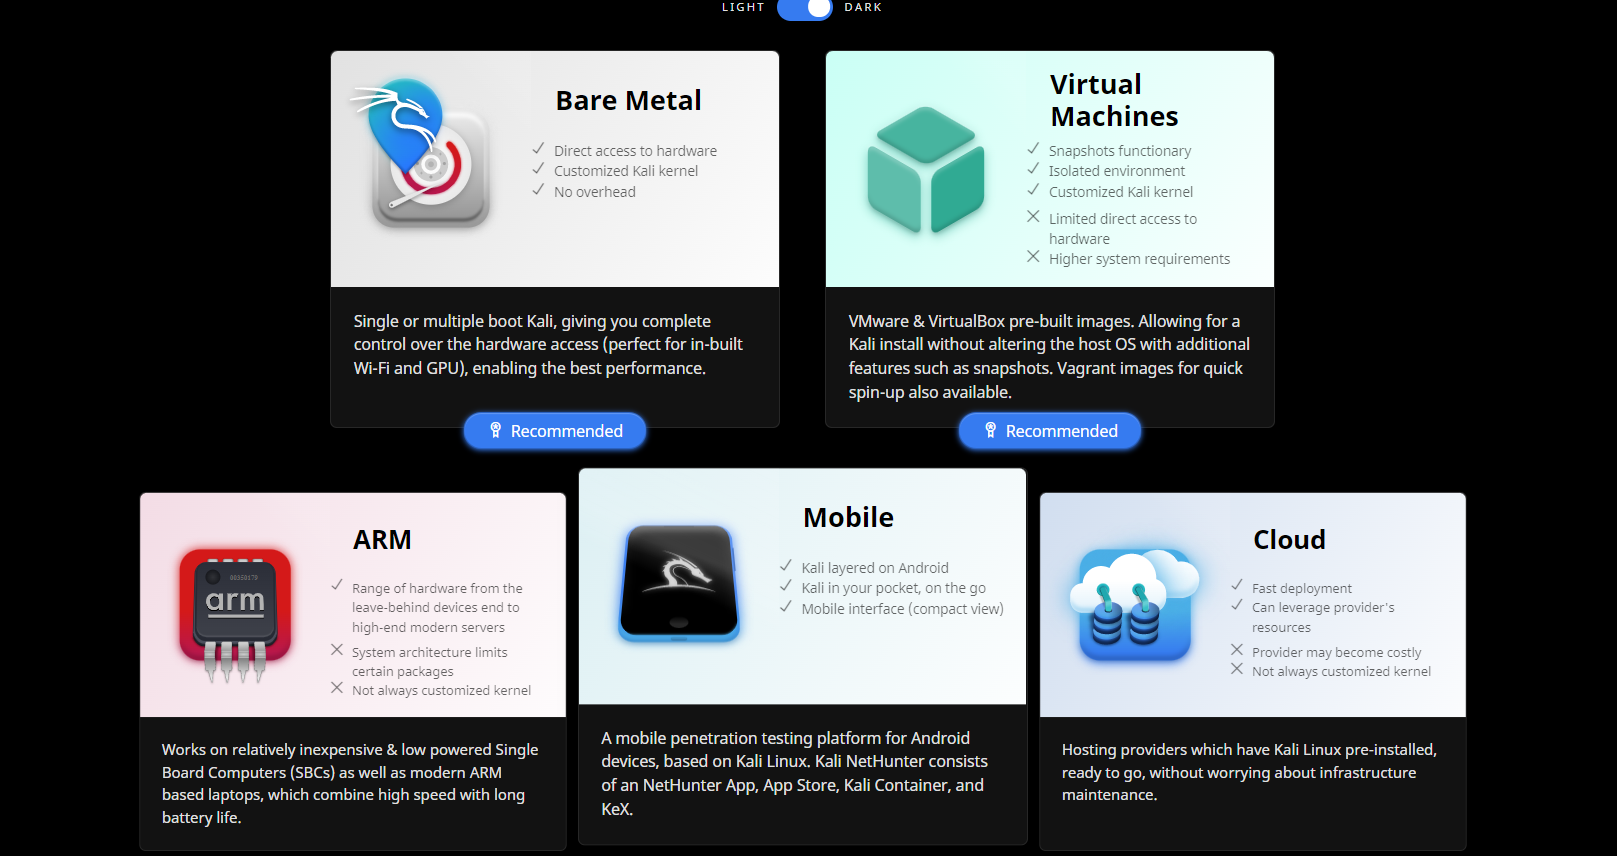 LIGHT DARK
Bare Metal
Direct access to hardware
Customized Kali kernel
No overhead
Single or multiple boot Kali, giving you complete
control over the hardware access (perfect for in-built
Wi-Fi and GPU), enabling the best performance.
Recommended
Virtual
Machines
Snapshots functionary
Isolated environment
Customized Kali kernel
Limited direct access to
hardware
Higher system requirements
VMware & VirtualBox pre-built images. Allowing for a
Kali install without altering the host OS with additional
features such as snapshots. Vagrant images for quick
spin-up also available.
Recommended
arm
ARM
Range of hardware from the
leave-behind devices end to
high-end modern servers
System architecture limits
certain packages
Not always customized kernel
Works on relatively inexpensive & low powered Single
Board Computers (SBCs) as well as modern ARM
based laptops, which combine high speed with long
battery life.
Mobile
Kali layered on Android
Kali in your pocket, on the go
Mobile interface (compact view)
A mobile penetration testing platform for Android
devices, based on Kali Linux. Kali NetHunter consists
of an NetHunter App, App Store, Kali Container, and
KeX.
Cloud
Fast deployment
Can leverage provider's
resources
Provider may become costly
Not always customized kernel
Hosting providers which have Kali Linux pre-installed,
ready to go, without worrying about infrastructure
maintenance.